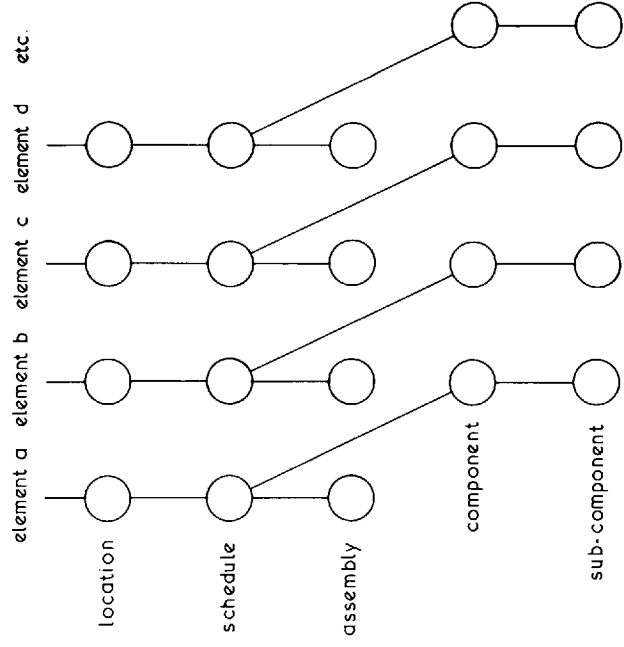 element a
element b
element c
element d
etc.
location
schedule
assembly
component
sub-component